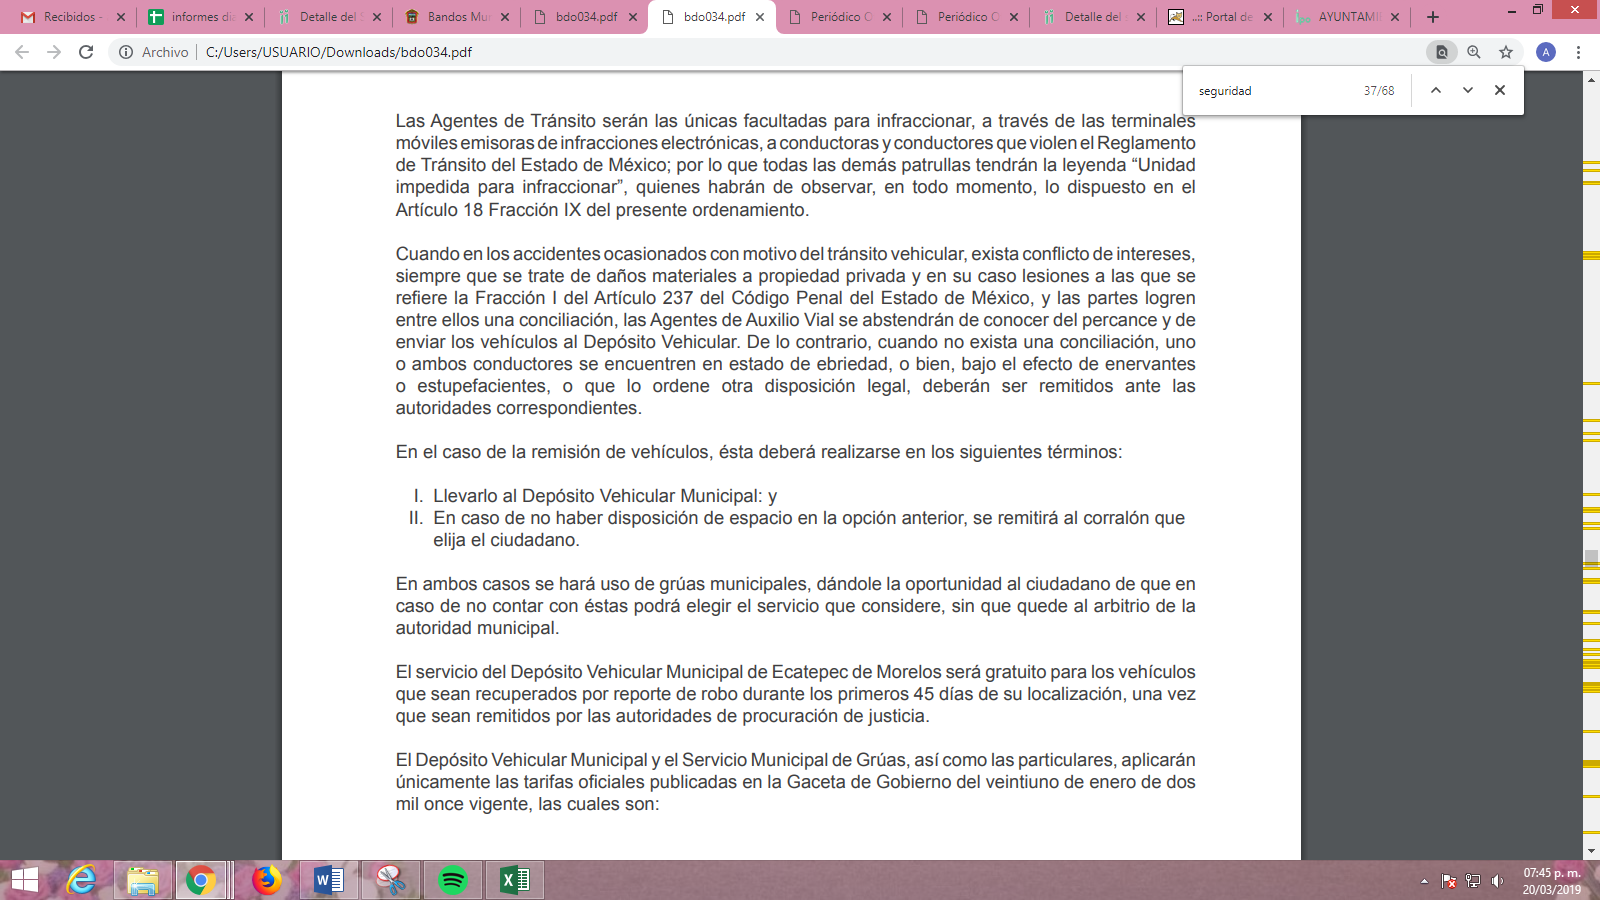 Recibidos -
informes di
Detalle del S
Bandos Mun
bdo034.pdf
bdo034.pdf
Periódico O
Periódico O
Detalle del
..:: Portal de
AYUNTAMI
Archivo
C:/Users/USUARIO/Downloads/bdo034.pdf
A
seguridad
37/68
Las Agentes de Tránsito serán las únicas facultadas para infraccionar, a través de las terminales
móviles emisoras de infracciones electrónicas, a conductoras y conductores que violen el Reglamento
de Tránsito del Estado de México; por lo que todas las demás patrullas tendrán la leyenda “Unidad
impedida para infraccionar”, quienes habrán de observar, en todo momento, lo dispuesto en el
Artículo 18 Fracción IX del presente ordenamiento.
Cuando en los accidentes ocasionados con motivo del tránsito vehicular, exista conflicto de intereses,
siempre que se trate de daños materiales a propiedad privada y en su caso lesiones a las que se
refiere la Fracción I del Artículo 237 del Código Penal del Estado de México, y las partes logren
entre ellos una conciliación, las Agentes de Auxilio Vial se abstendrán de conocer del percance y de
enviar los vehículos al Depósito Vehicular. De lo contrario, cuando no exista una conciliación, uno
o ambos conductores se encuentren en estado de ebriedad, o bien, bajo el efecto de enervantes
o estupefacientes, o que lo ordene otra disposición legal, deberán ser remitidos ante las
autoridades correspondientes.
En el caso de la remisión de vehículos, ésta deberá realizarse en los siguientes términos:
I. Llevarlo al Depósito Vehicular Municipal: y
II. En caso de no haber disposición de espacio en la opción anterior, se remitirá al corralón que
elija el ciudadano.
En ambos casos se hará uso de grúas municipales, dándole la oportunidad al ciudadano de que en
caso de no contar con éstas podrá elegir el servicio que considere, sin que quede al arbitrio de la
autoridad municipal.
El servicio del Depósito Vehicular Municipal de Ecatepec de Morelos será gratuito para los vehículos
que sean recuperados por reporte de robo durante los primeros 45 días de su localización, una vez
que sean remitidos por las autoridades de procuración de justicia.
El Depósito Vehicular Municipal y el Servicio Municipal de Grúas, así como las particulares, aplicarán
únicamente las tarifas oficiales publicadas en la Gaceta de Gobierno del veintiuno de enero de dos
mil once vigente, las cuales son:
07:45 p. m.
20/03/2019